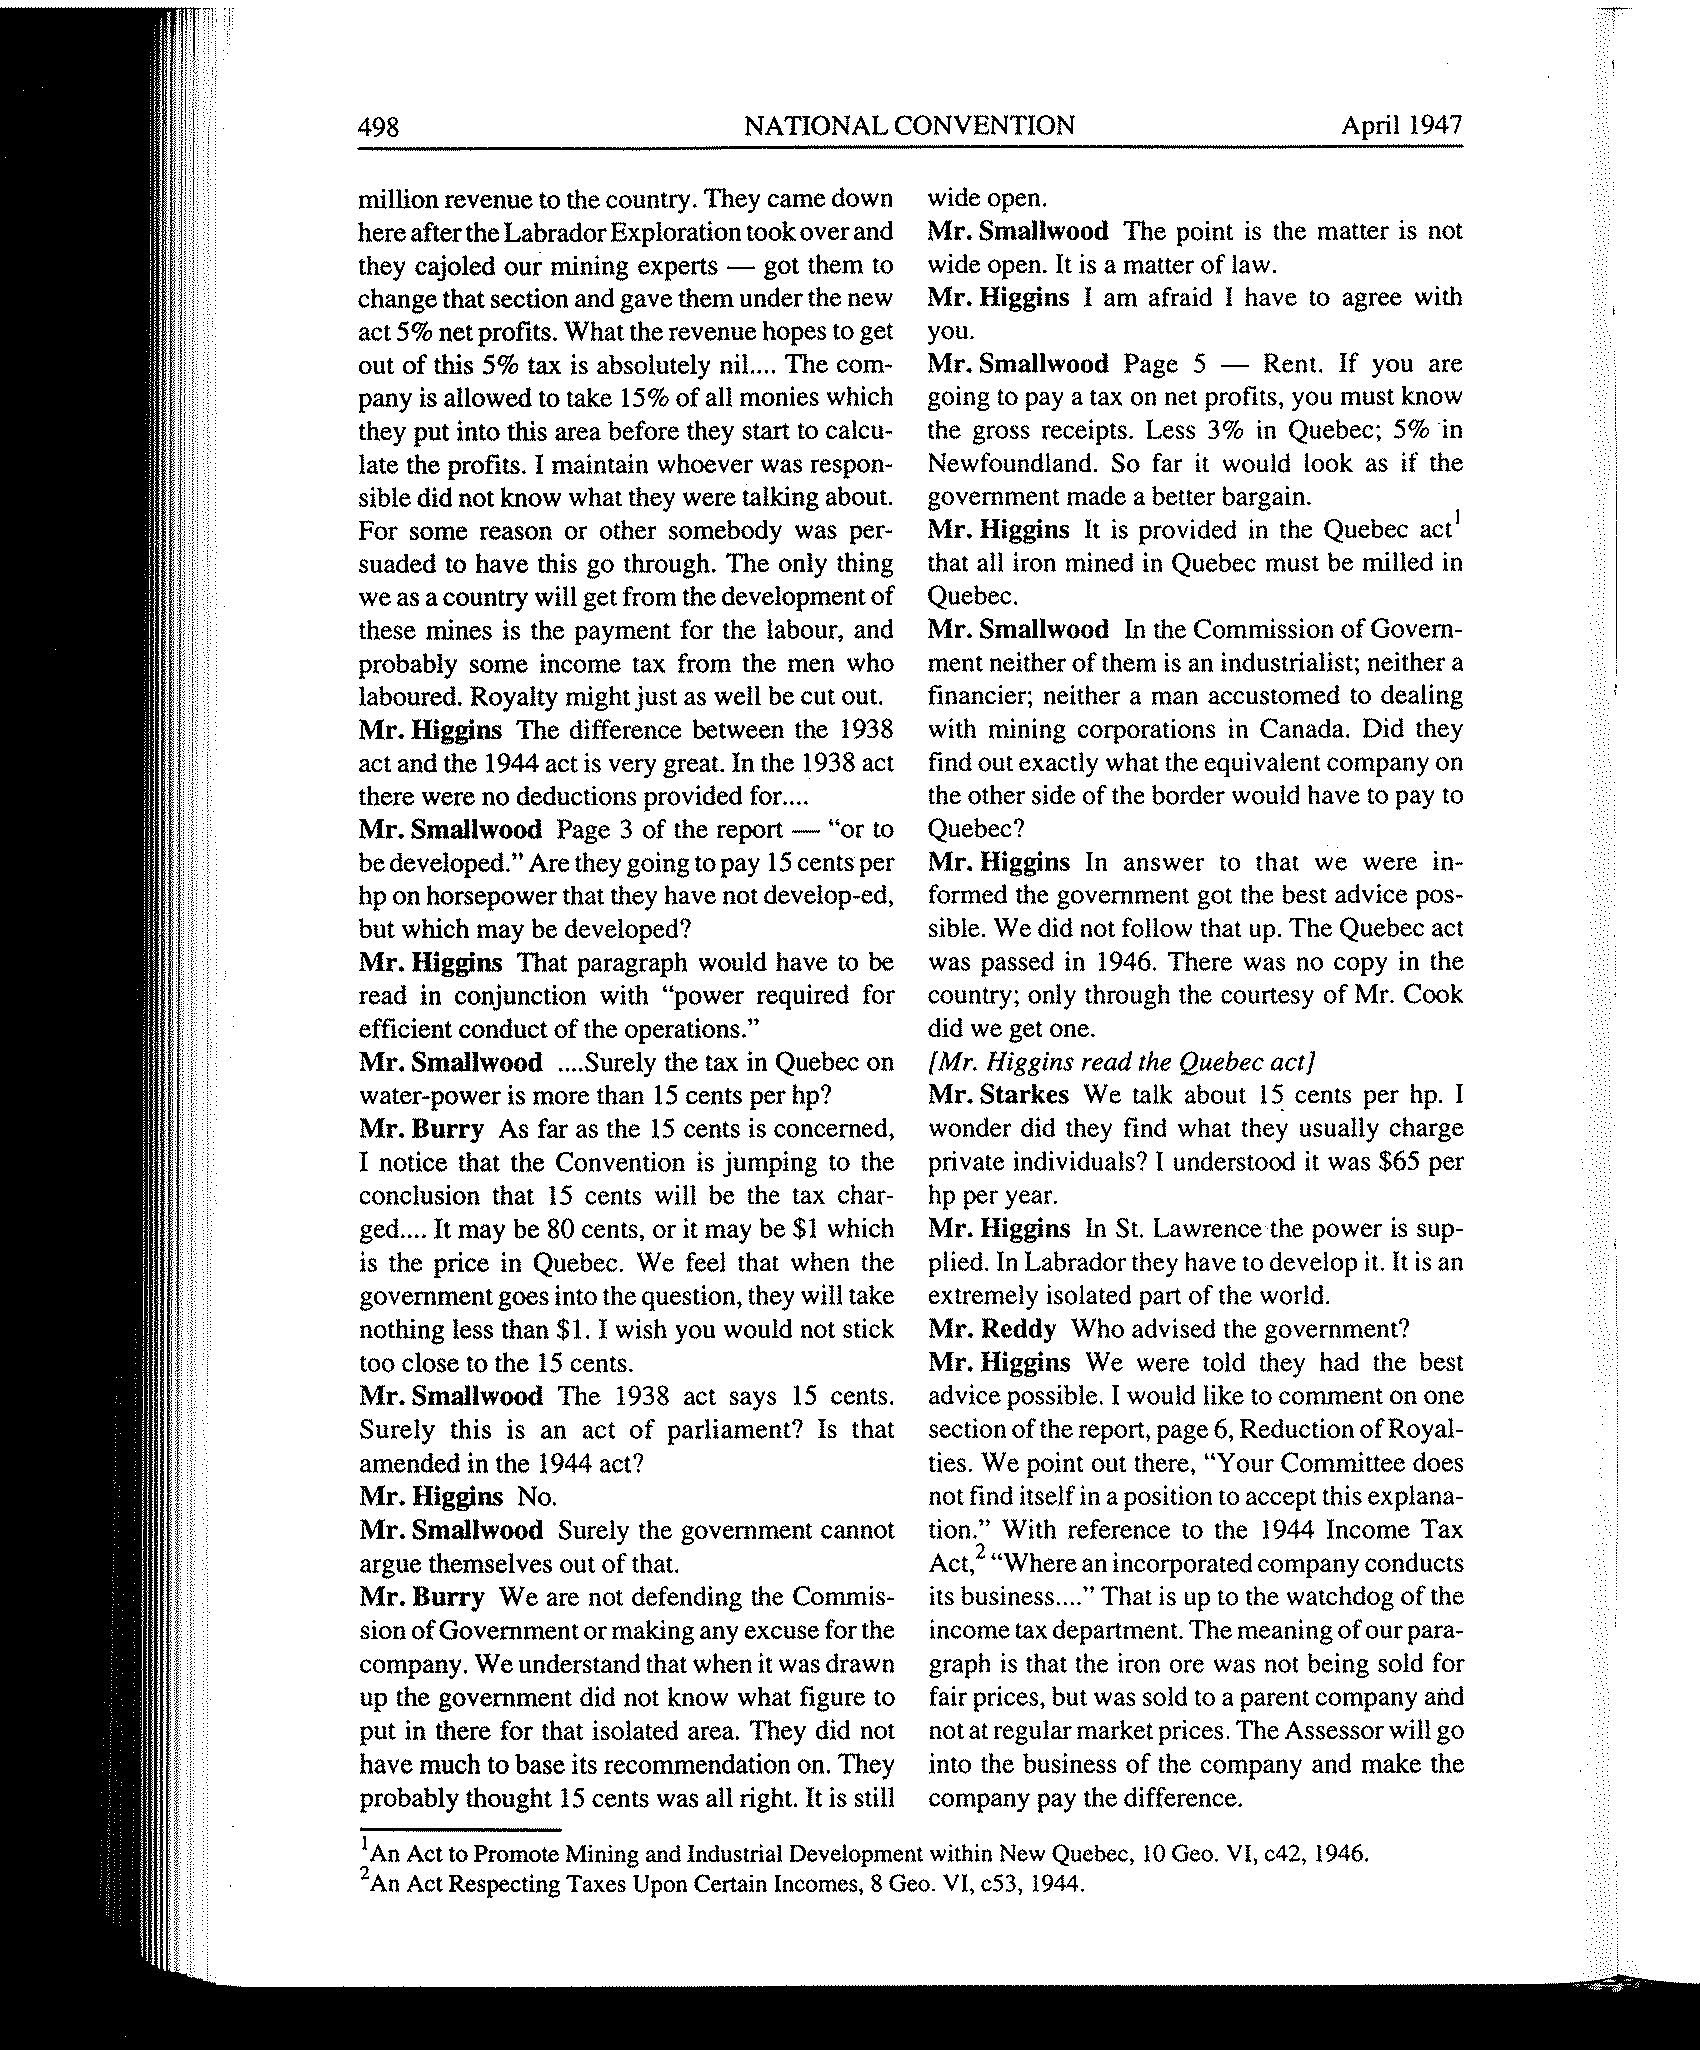 498 NATIONAL CONVENTION April 1947
million revenue to the country. They came down
here after the Labrador Exploration took over and
they cajoled our mining experts — got them to
change that section and gave them under the new
act 5% net profits. What the revenue hopes to get
out of this 5% tax is absolutely nil.... The com-
pany is allowed to take 15% of all monies which
they put into this area before they start to calcu-
late the profits. I maintain whoever was respon-
sible did not know what they were talking about.
For some reason or other somebody was per-
suaded to have this go through. The only thing
we as a country will get from the development of
these mines is the payment for the labour, and
probably some income tax from the men who
laboured. Royalty might just as well be cut out.
Mr. Higgins The difference between the 1938
act and the 1944 act is very great. In the 1938 act
there were no deductions provided for....
Mr. Smallwood Page 3 of the report — “or to
be developed.” Are they going to pay 15 cents per
hp on horsepower that they have not develop-ed,
but which may be developed?
Mr. Higgins That paragraph would have to be
read in conjunction with “power required for
efficient conduct of the operations.”
Mr. Smallwood ....Surely the tax in Quebec on
water-power is more than 15 cents per hp?
Mr. Burry As far as the 15 cents is concerned,
I notice that the Convention is jumping to the
conclusion that 15 cents will be the tax char-
ged.... It may be 80 cents, or it may be $1 which
is the price in Quebec. We feel that when the
government goes into the question, they will take
nothing less than $1. I wish you would not stick
too close to the 15 cents.
Mr. Smallwood The 1938 act says 15 cents.
Surely this is an act of parliament? Is that
amended in the 1944 act?
Mr. Higgins No.
Mr. Smallwood Surely the government cannot
argue themselves out of that.
Mr. Burry We are not defending the Commis-
sion of Government or making any excuse for the
company. We understand that when it was drawn
up the government did not know what figure to
put in there for that isolated area. They did not
have much to base its recommendation on. They
probably thought 15 cents was all right. It is still
wide open.
Mr. Smallwood The point is the matter is not
wide open. It is a matter of law.
Mr. Higgins I am afraid I have to agree with
you.
Mr. Smallwood Page 5 — Rent. If you are
going to pay a tax on net profits, you must know
the gross receipts. Less 3% in Quebec; 5% in
Newfoundland. So far it would look as if the
government made a better bargain.
Mr. Higgins It is provided in the Quebec act¹
that all iron mined in Quebec must be milled in
Quebec.
Mr. Smallwood In the Commission of Govern-
ment neither of them is an industrialist; neither a
financier; neither a man accustomed to dealing
with mining corporations in Canada. Did they
find out exactly what the equivalent company on
the other side of the border would have to pay to
Quebec?
Mr. Higgins In answer to that we were in-
formed the government got the best advice pos-
sible. We did not follow that up. The Quebec act
was passed in 1946. There was no copy in the
country; only through the courtesy of Mr. Cook
did we get one.
[Mr. Higgins read the Quebec act]
Mr. Starkes We talk about 15 cents per hp. I
wonder did they find what they usually charge
private individuals? I understood it was $65 per
hp per year.
Mr. Higgins In St. Lawrence the power is sup-
plied. In Labrador they have to develop it. It is an
extremely isolated part of the world.
Mr. Reddy Who advised the government?
Mr. Higgins We were told they had the best
advice possible. I would like to comment on one
section of the report, page 6, Reduction of Royal-
ties. We point out there, “Your Committee does
not find itself in a position to accept this explana-
tion.” With reference to the 1944 Income Tax
Act,² “Where an incorporated company conducts
its business....” That is up to the watchdog of the
income tax department. The meaning of our para-
graph is that the iron ore was not being sold for
fair prices, but was sold to a parent company and
not at regular market prices. The Assessor will go
into the business of the company and make the
company pay the difference.
¹An Act to Promote Mining and Industrial Development within New Quebec, 10 Geo. VI, c42, 1946.
²An Act Respecting Taxes Upon Certain Incomes, 8 Geo. VI, c53, 1944.